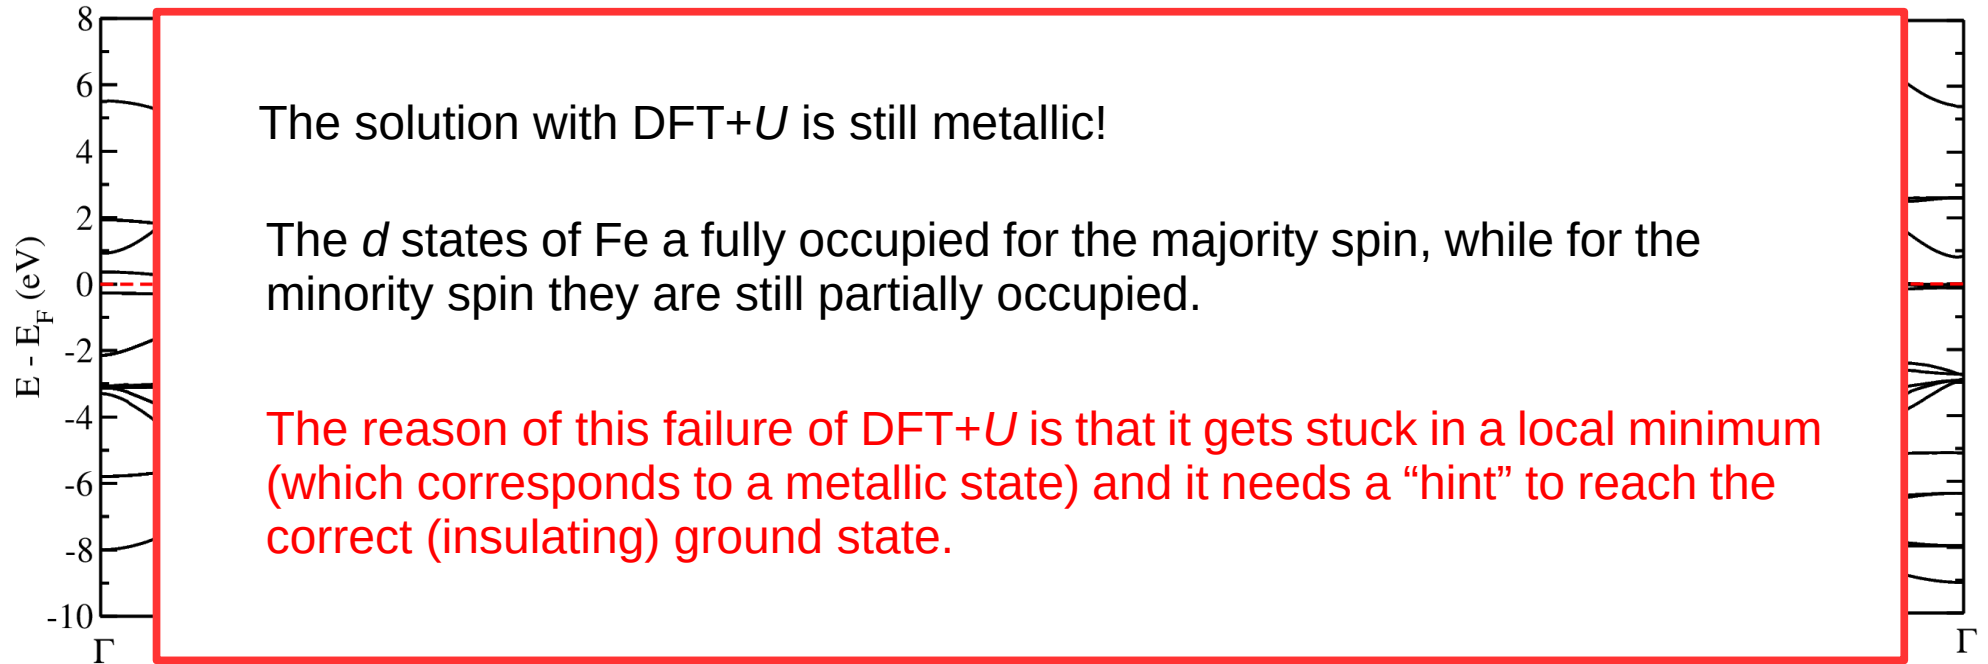 8
6
4
2
0
-2
-4
-6
-8
-10
E - E_F (eV)
Γ
The solution with DFT+U is still metallic!
The d states of Fe a fully occupied for the majority spin, while for the
minority spin they are still partially occupied.
The reason of this failure of DFT+U is that it gets stuck in a local minimum
(which corresponds to a metallic state) and it needs a “hint” to reach the
correct (insulating) ground state.
Γ